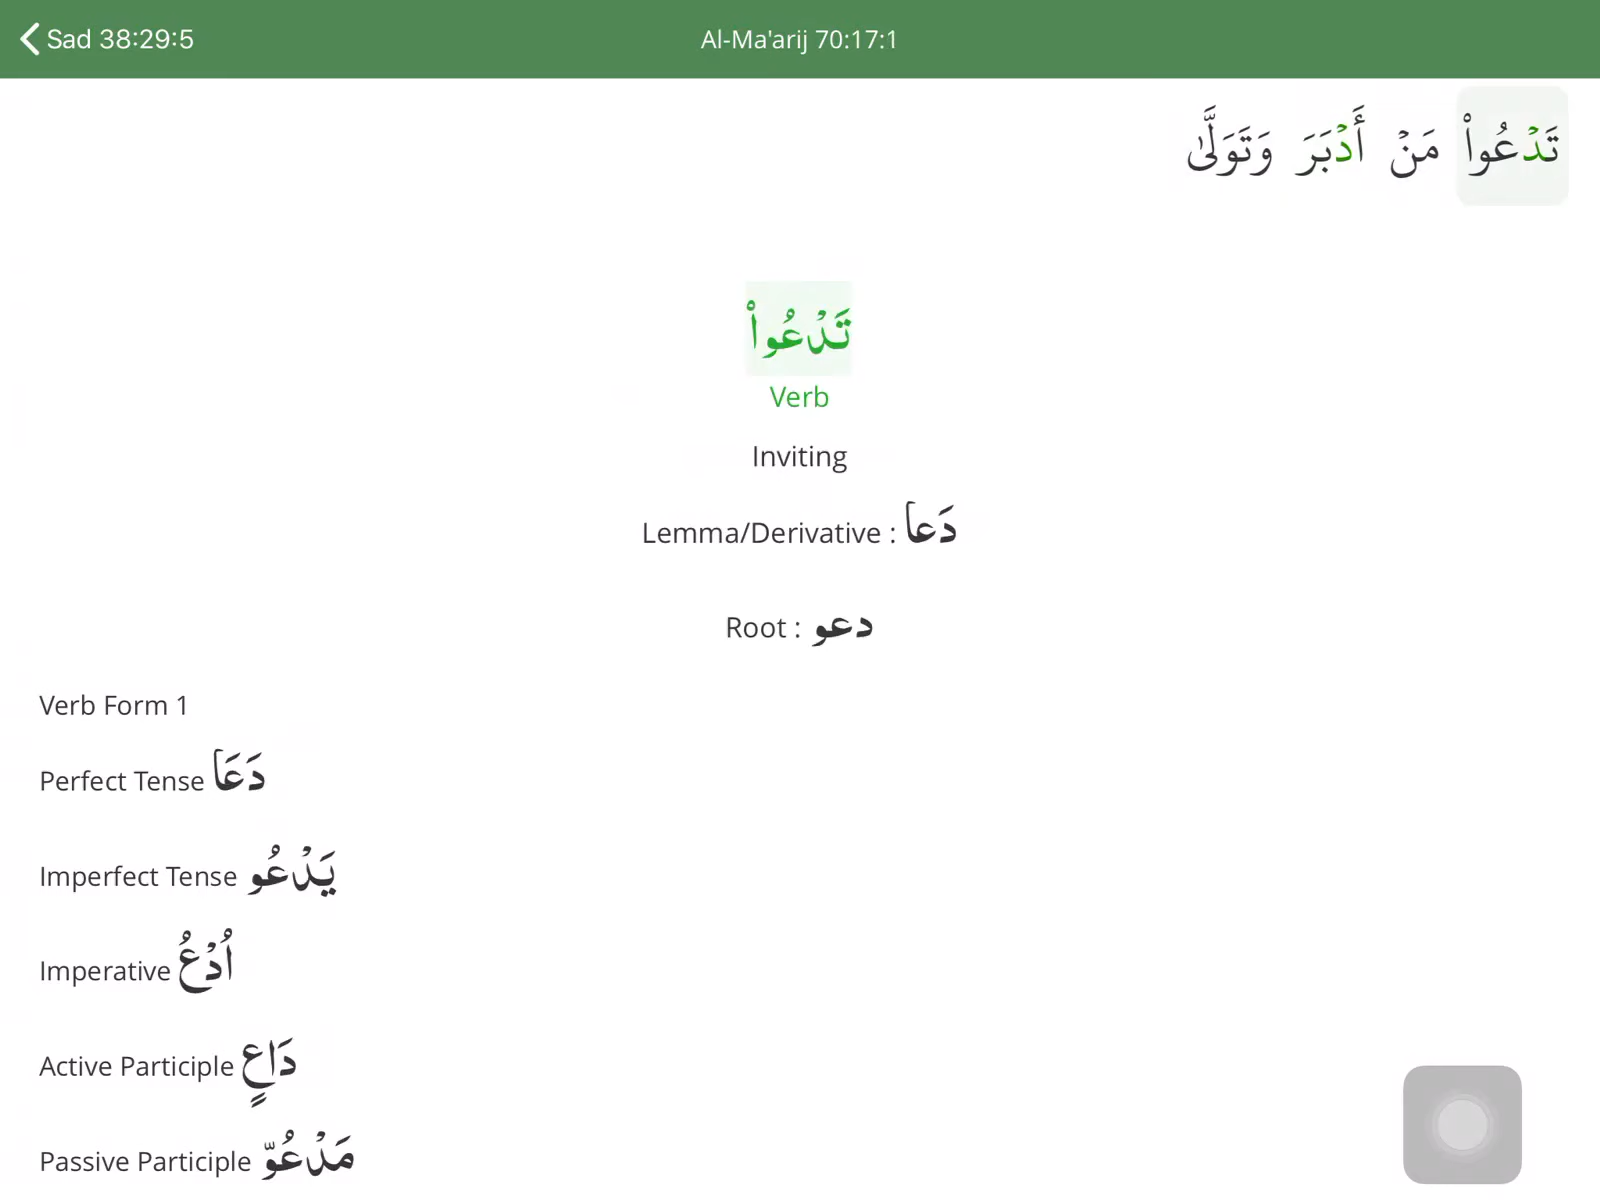 Sad 38:29:5
Al-Ma'arij 70:17:1
تَدۡعُواْ مَنۡ أَدۡبَرَ وَتَوَلَّىٰ
تَدۡعُواْ
Verb
Inviting
Lemma/Derivative : دَعا
Root : دعو
Verb Form 1
Perfect Tense دَعَا
Imperfect Tense يَدۡعُو
Imperative اُدۡعُ
Active Participle دَاعٍ
Passive Participle مَدۡعُوّ